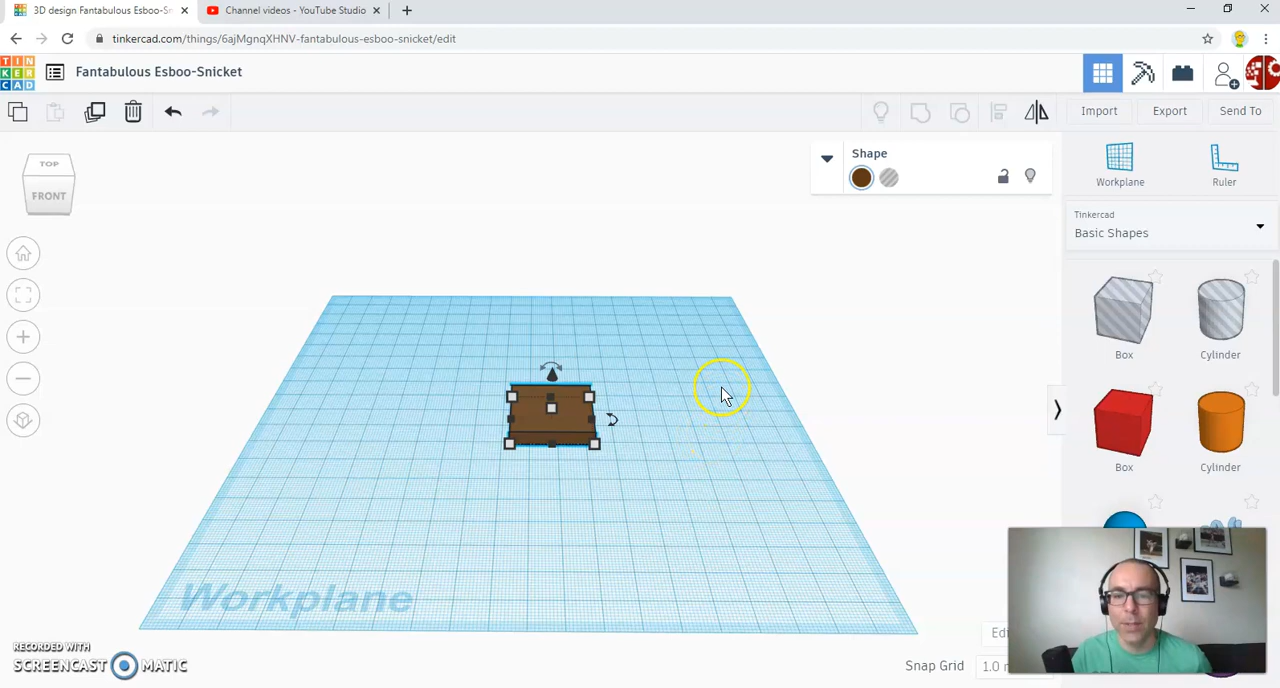 3D design Fantabulous Esboo-Sn
Channel videos - YouTube Studio
tinkercad.com/things/6ajMgnqXHNV-fantabulous-esboo-snicket/edit
TIN
KER
CAD
Fantabulous Esboo-Snicket
Import
Export
Send To
TOP
FRONT
Shape
Workplane
Ruler
Tinkercad
Basic Shapes
Box
Cylinder
Box
Cylinder
Workplane
Snap Grid
1.0
RECORDED WITH
SCREENCAST MATIC